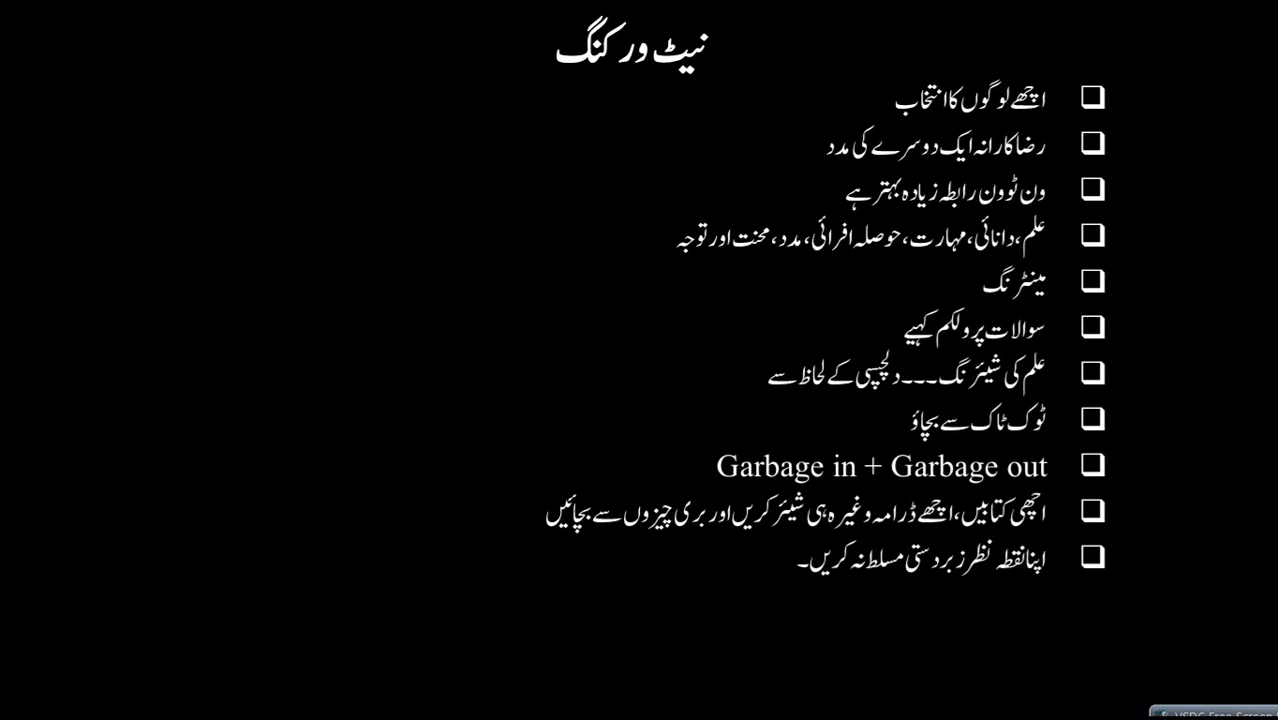 نیٹ ورکنگ
❑ اچھے لوگوں کا انتخاب
❑ رضاکارانہ ایک دوسرے کی مدد
❑ ون ٹو ون رابطہ زیادہ بہتر ہے
❑ علم، دانائی، مہارت، حوصلہ افزائی، مدد، محنت اور توجہ
❑ مینٹرنگ
❑ سوالات پر ولکم کہیے
❑ علم کی شیئرنگ۔۔۔ دلچسپی کے لحاظ سے
❑ ٹوک ٹاک سے بچاؤ
❑ Garbage in + Garbage out
❑ اچھی کتابیں، اچھے ڈرامہ وغیرہ ہی شیئر کریں اور بری چیزوں سے بچائیں
❑ اپنا نقطہ نظر زبردستی مسلط نہ کریں۔